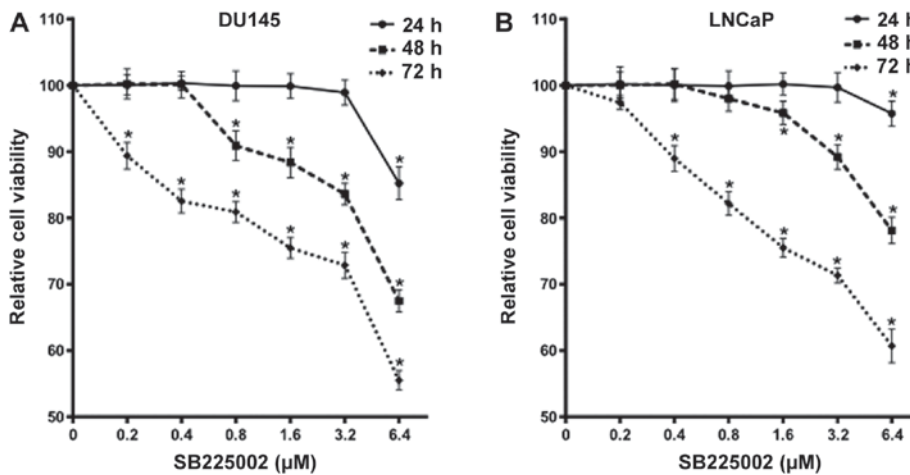 A
DU145
24 h
48 h
72 h
Relative cell viability
110
100
90
80
70
60
50
* * * * * * * * * * *
0 0.2 0.4 0.8 1.6 3.2 6.4
SB225002 (µM)
B
LNCaP
24 h
48 h
72 h
Relative cell viability
110
100
90
80
70
60
50
* * * * * * * * * *
0 0.2 0.4 0.8 1.6 3.2 6.4
SB225002 (µM)